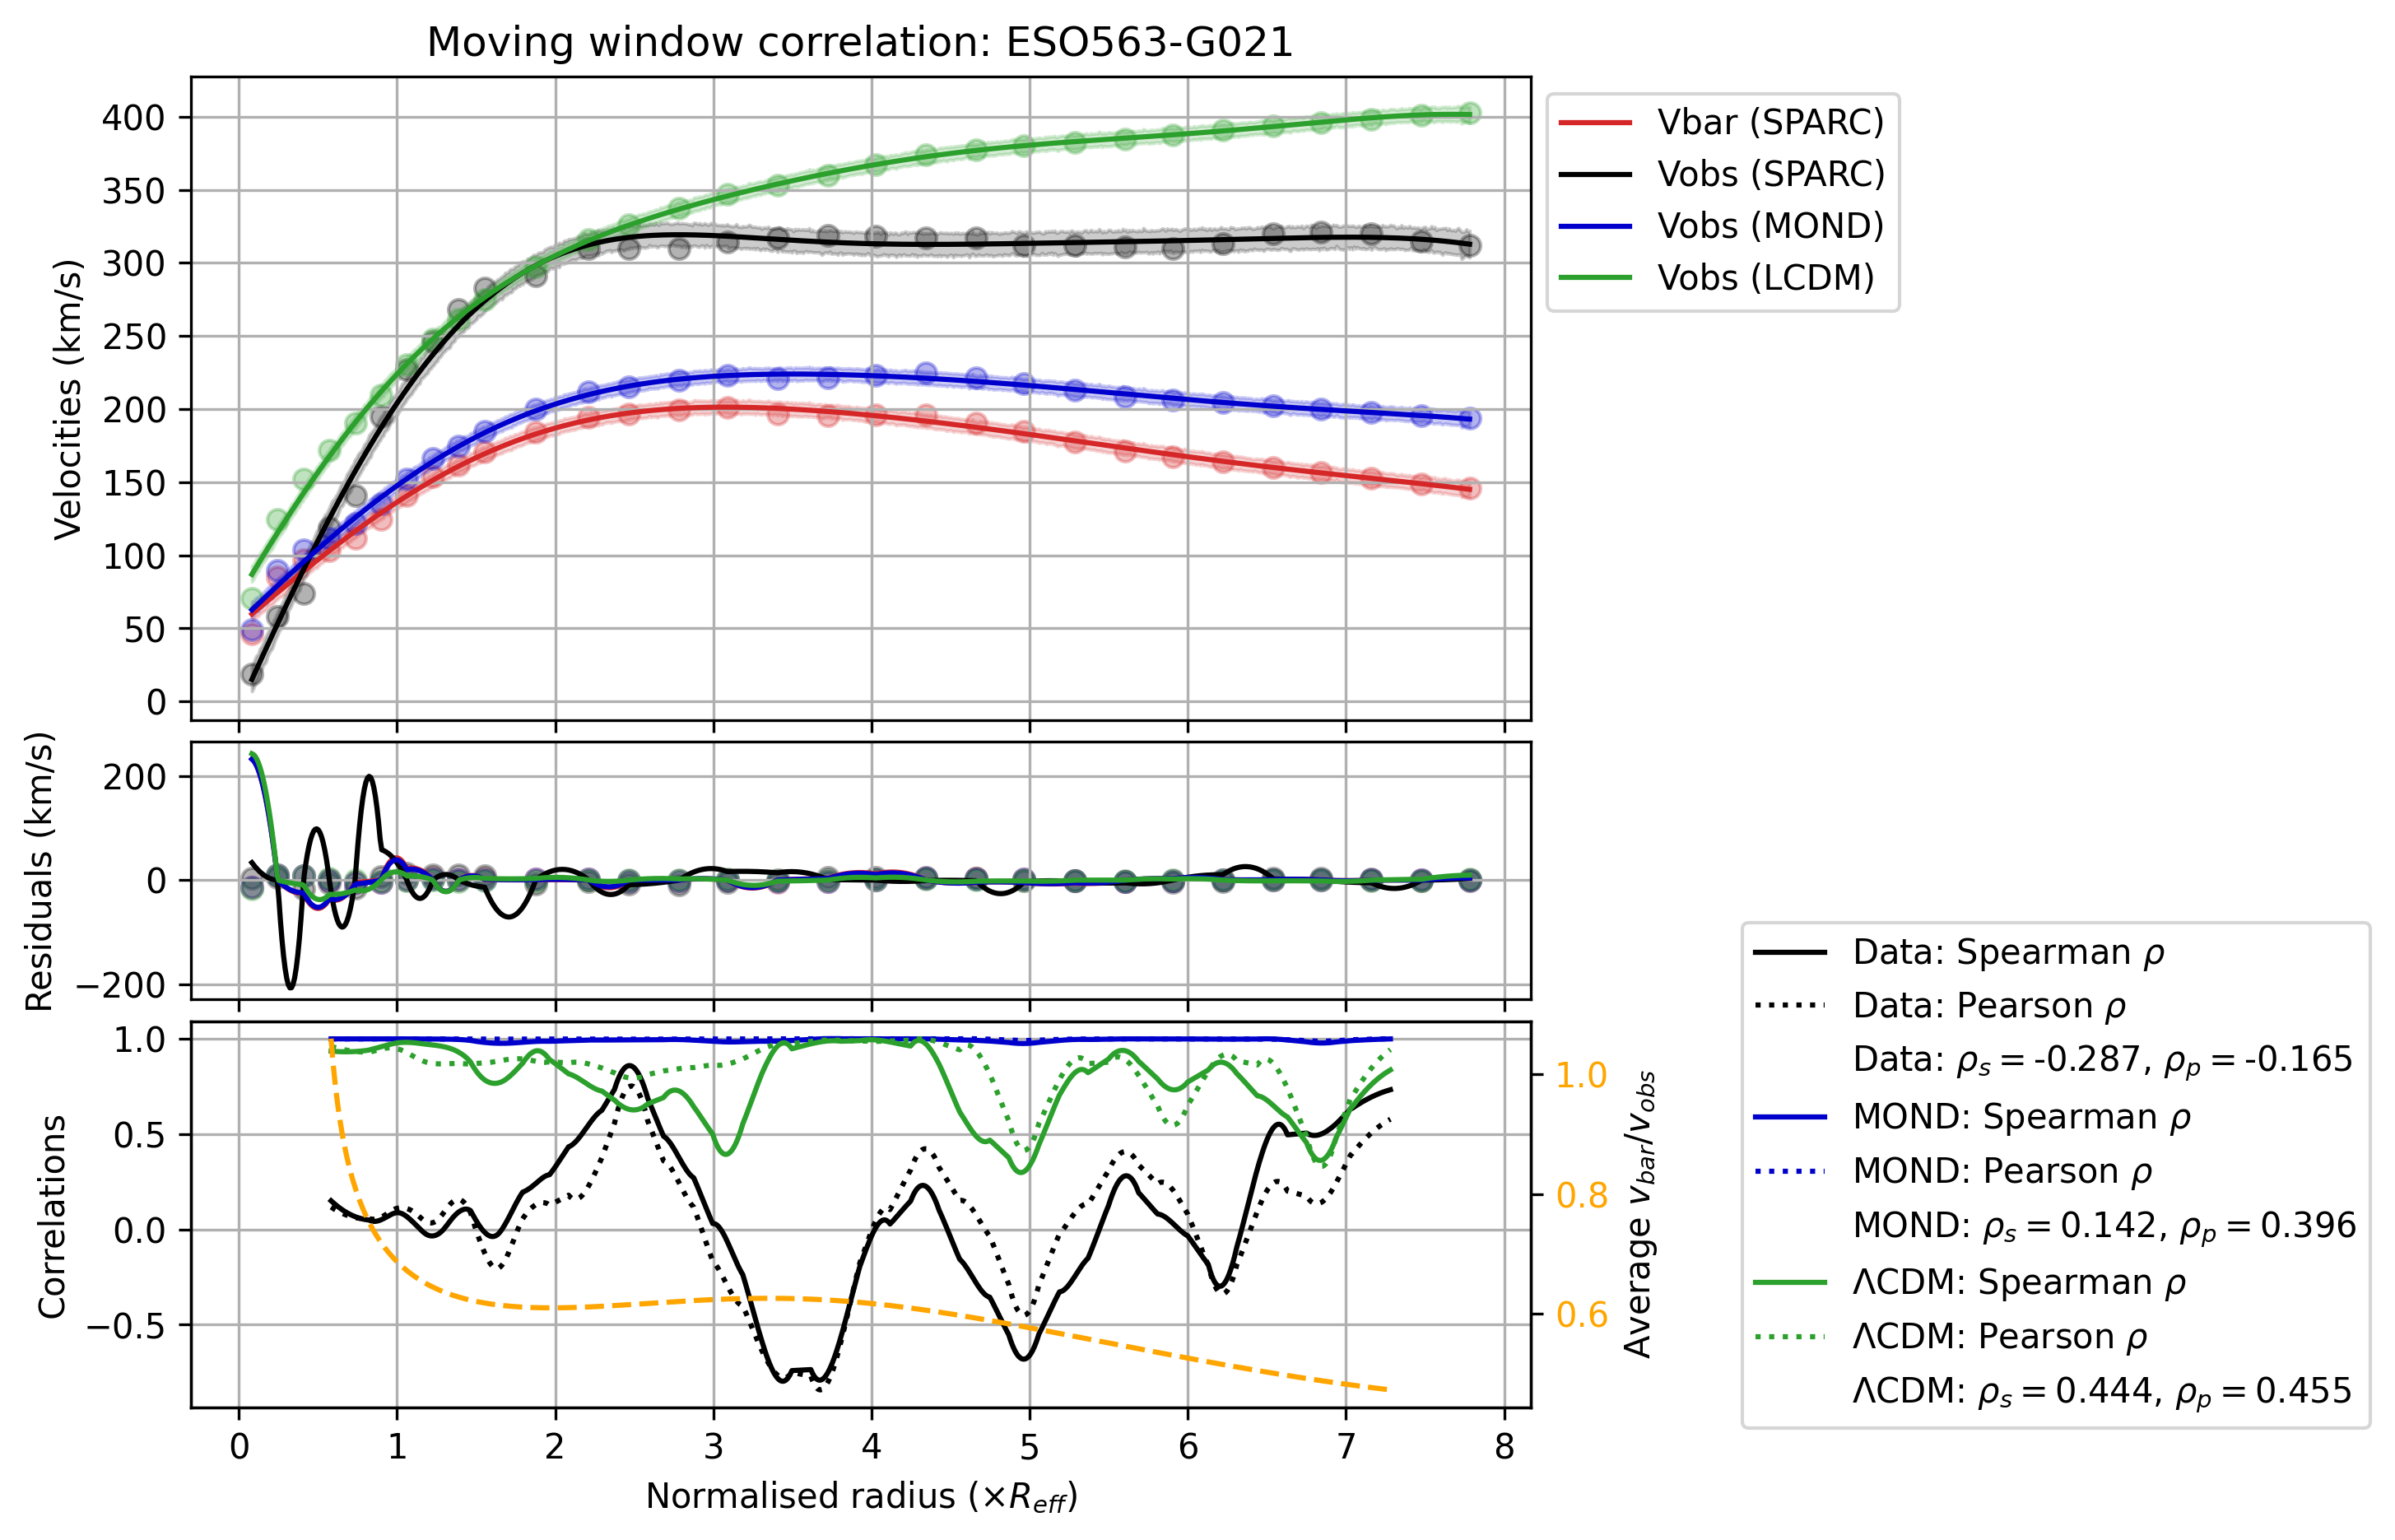 Moving window correlation: ESO563-G021
Velocities (km/s)
400
350
300
250
200
150
100
50
0
Vbar (SPARC)
Vobs (SPARC)
Vobs (MOND)
Vobs (LCDM)
Residuals (km/s)
200
0
−200
Correlations
1.0
0.5
0.0
−0.5
1.0
0.8
0.6
Average v_bar/v_obs
0 1 2 3 4 5 6 7 8
Normalised radius (×R_eff)
Data: Spearman ρ
Data: Pearson ρ
Data: ρ_s = -0.287, ρ_p = -0.165
MOND: Spearman ρ
MOND: Pearson ρ
MOND: ρ_s = 0.142, ρ_p = 0.396
ΛCDM: Spearman ρ
ΛCDM: Pearson ρ
ΛCDM: ρ_s = 0.444, ρ_p = 0.455